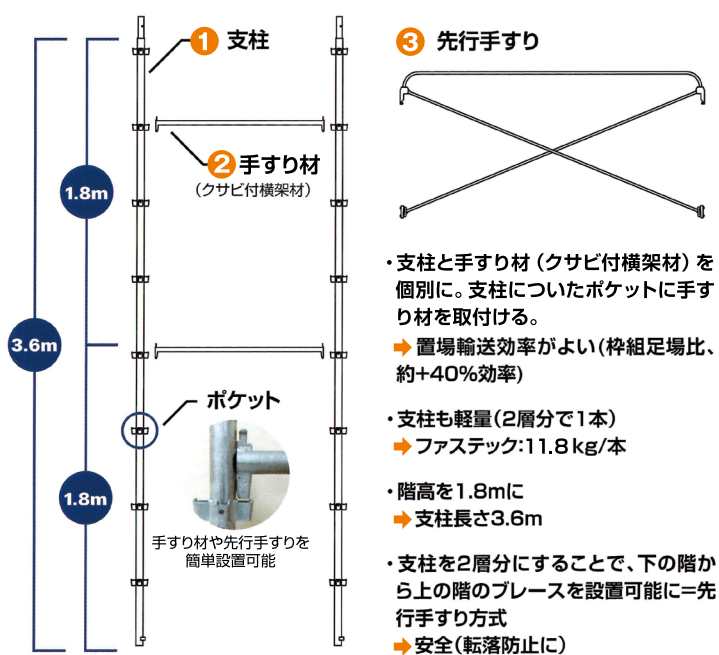 1 支柱
2 手すり材
（クサビ付横架材）
1.8m
3.6m
ポケット
1.8m
手すり材や先行手すりを
簡単設置可能
3 先行手すり
・支柱と手すり材（クサビ付横架材）を
個別に。支柱についたポケットに手す
り材を取付ける。
➡ 置場輸送効率がよい(枠組足場比、
約+40%効率)
・支柱も軽量(2層分で1本)
➡ ファステック:11.8kg/本
・階高を1.8mに
➡ 支柱長さ3.6m
・支柱を2層分にすることで、下の階か
ら上の階のブレースを設置可能に=先
行手すり方式
➡ 安全(転落防止に)